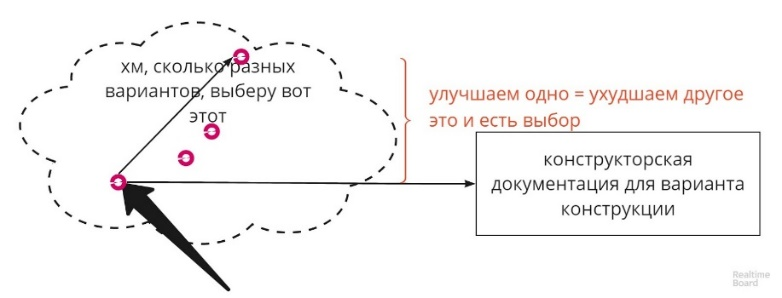 хм, сколько разных
вариантов, выберу вот
этот
улучшаем одно = ухудшаем другое
это и есть выбор
конструкторская
документация для варианта
конструкции
Realtime
Board